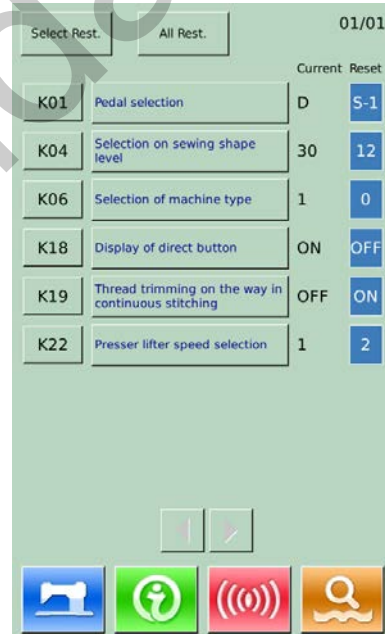 Select Rest.
All Rest.
01/01
Current Reset
K01 Pedal selection D S-1
K04 Selection on sewing shape level 30 12
K06 Selection of machine type 1 0
K18 Display of direct button ON OFF
K19 Thread trimming on the way in continuous stitching OFF ON
K22 Presser lifter speed selection 1 2